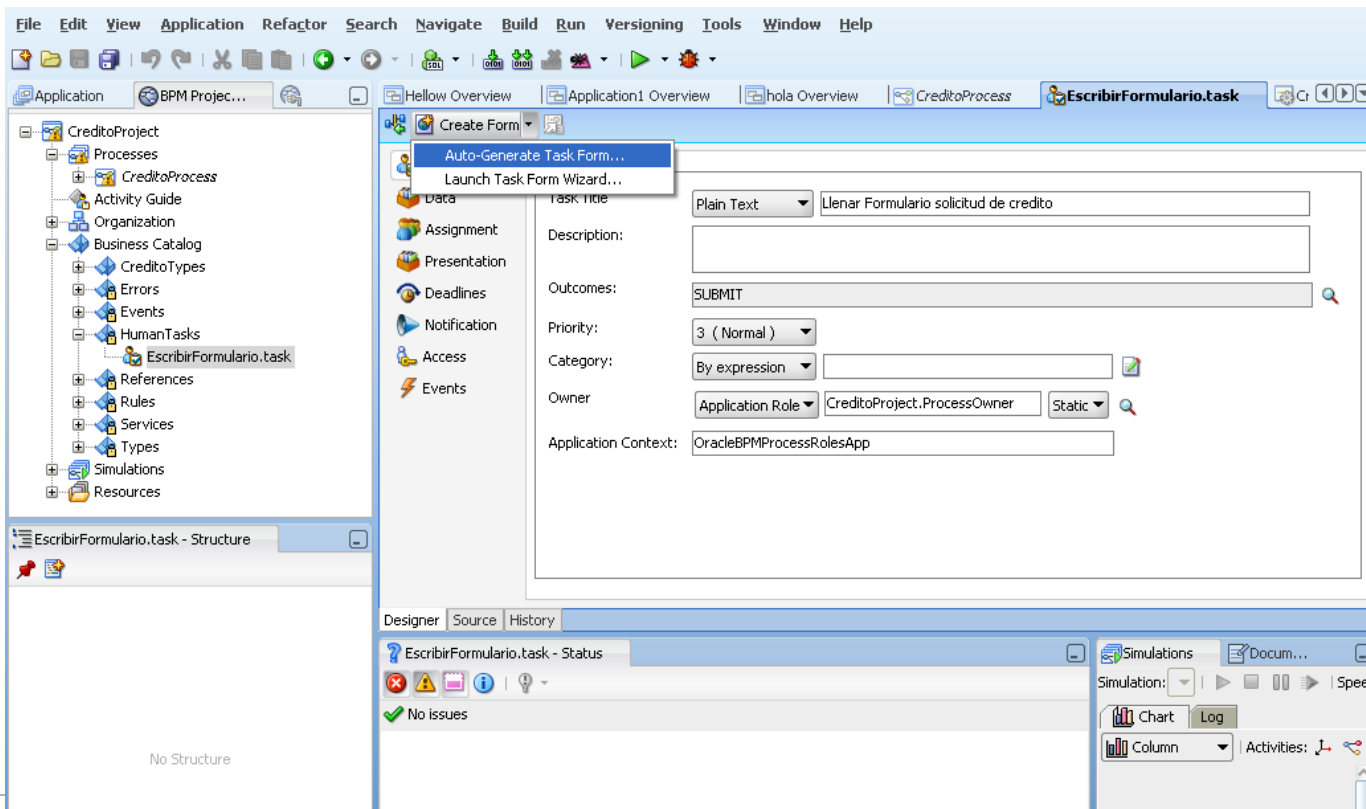 File Edit View Application Refactor Search Navigate Build Run Versioning Tools Window Help
Application BPM Projec...
Hellow Overview Application1 Overview hola Overview CreditoProcess EscribirFormulario.task Cr
Create Form
Auto-Generate Task Form...
Launch Task Form Wizard...
CreditoProject
Processes
CreditoProcess
Activity Guide
Organization
Business Catalog
CreditoTypes
Errors
Events
HumanTasks
EscribirFormulario.task
References
Rules
Services
Types
Simulations
Resources
Data
Assignment
Presentation
Deadlines
Notification
Access
Events
Task Title Plain Text Llenar Formulario solicitud de credito
Description:
Outcomes: SUBMIT
Priority: 3 ( Normal )
Category: By expression
Owner Application Role CreditoProject.ProcessOwner Static
Application Context: OracleBPMProcessRolesApp
EscribirFormulario.task - Structure
No Structure
Designer Source History
EscribirFormulario.task - Status
No issues
Simulations Docum...
Simulation: Spee
Chart Log
Column Activities: